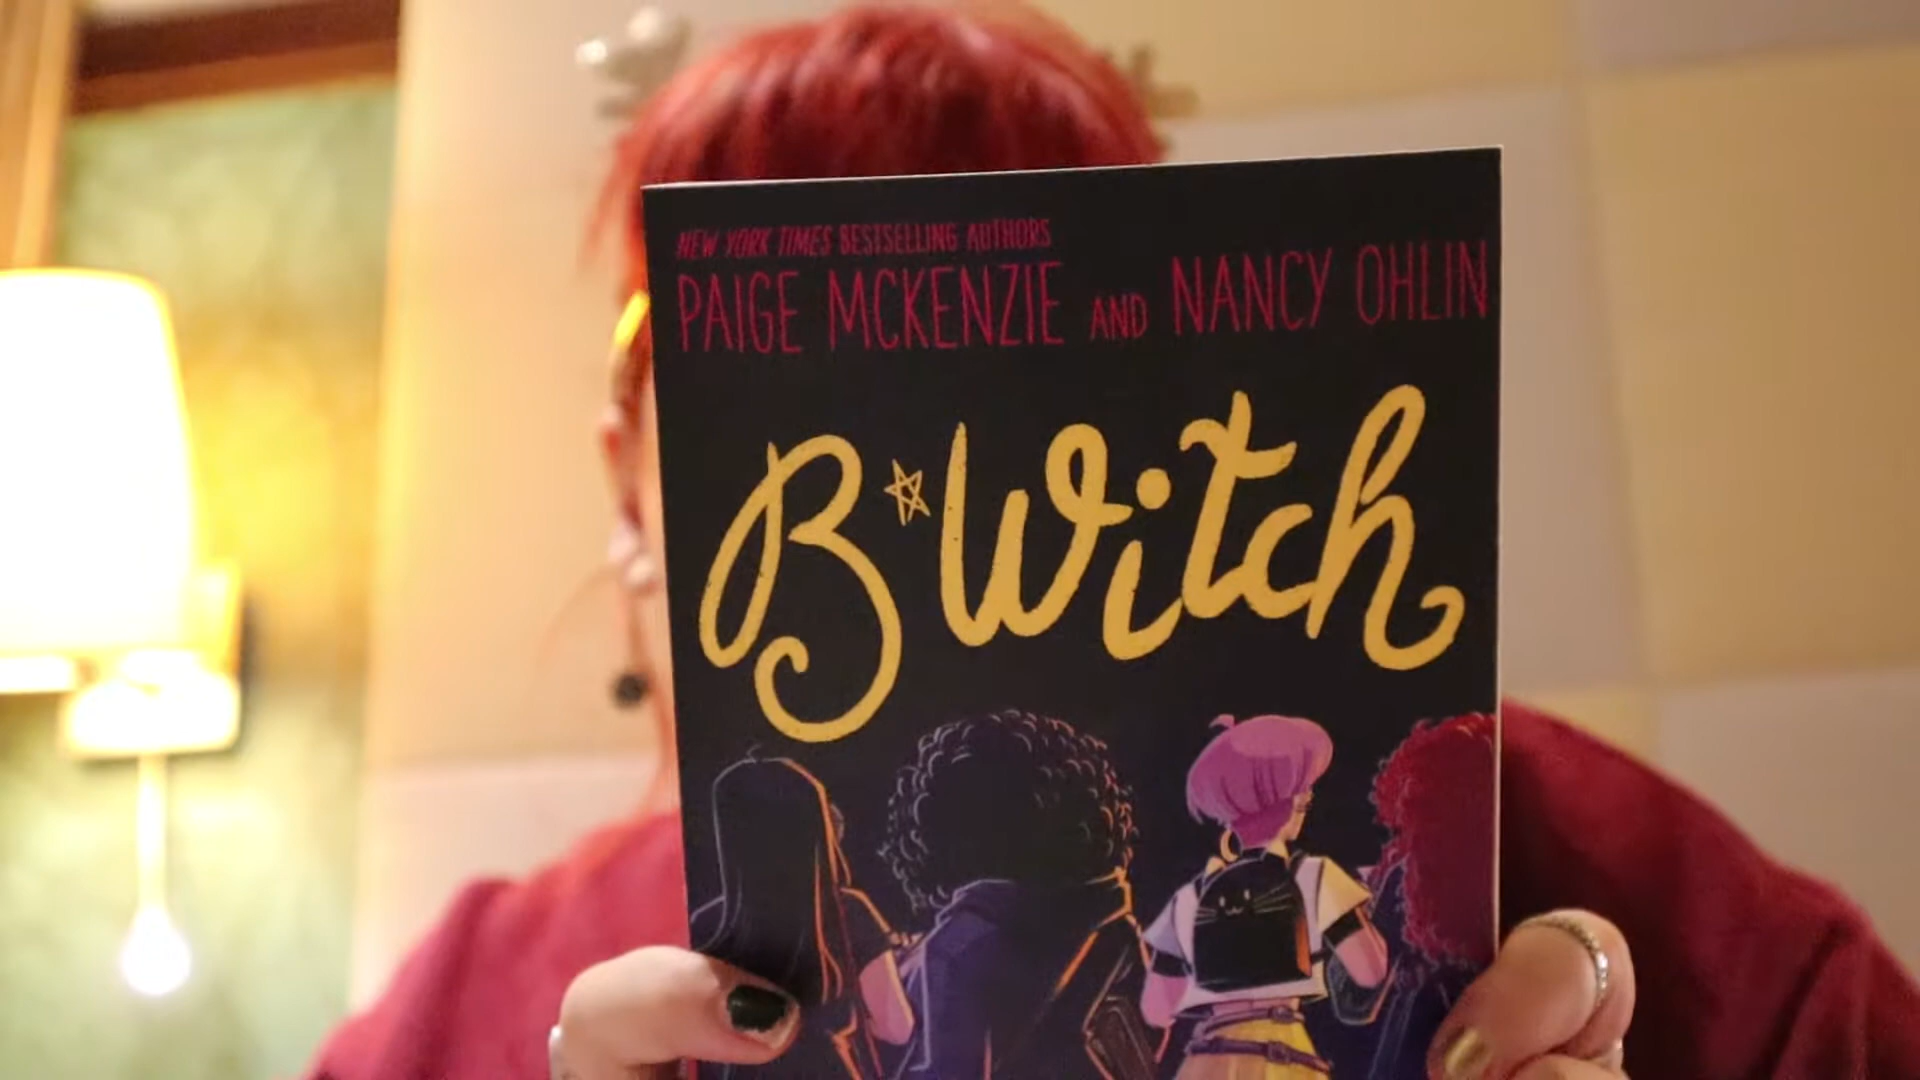 NEW YORK TIMES BESTSELLING AUTHORS
PAIGE MCKENZIE AND NANCY OHLIN
B*Witch